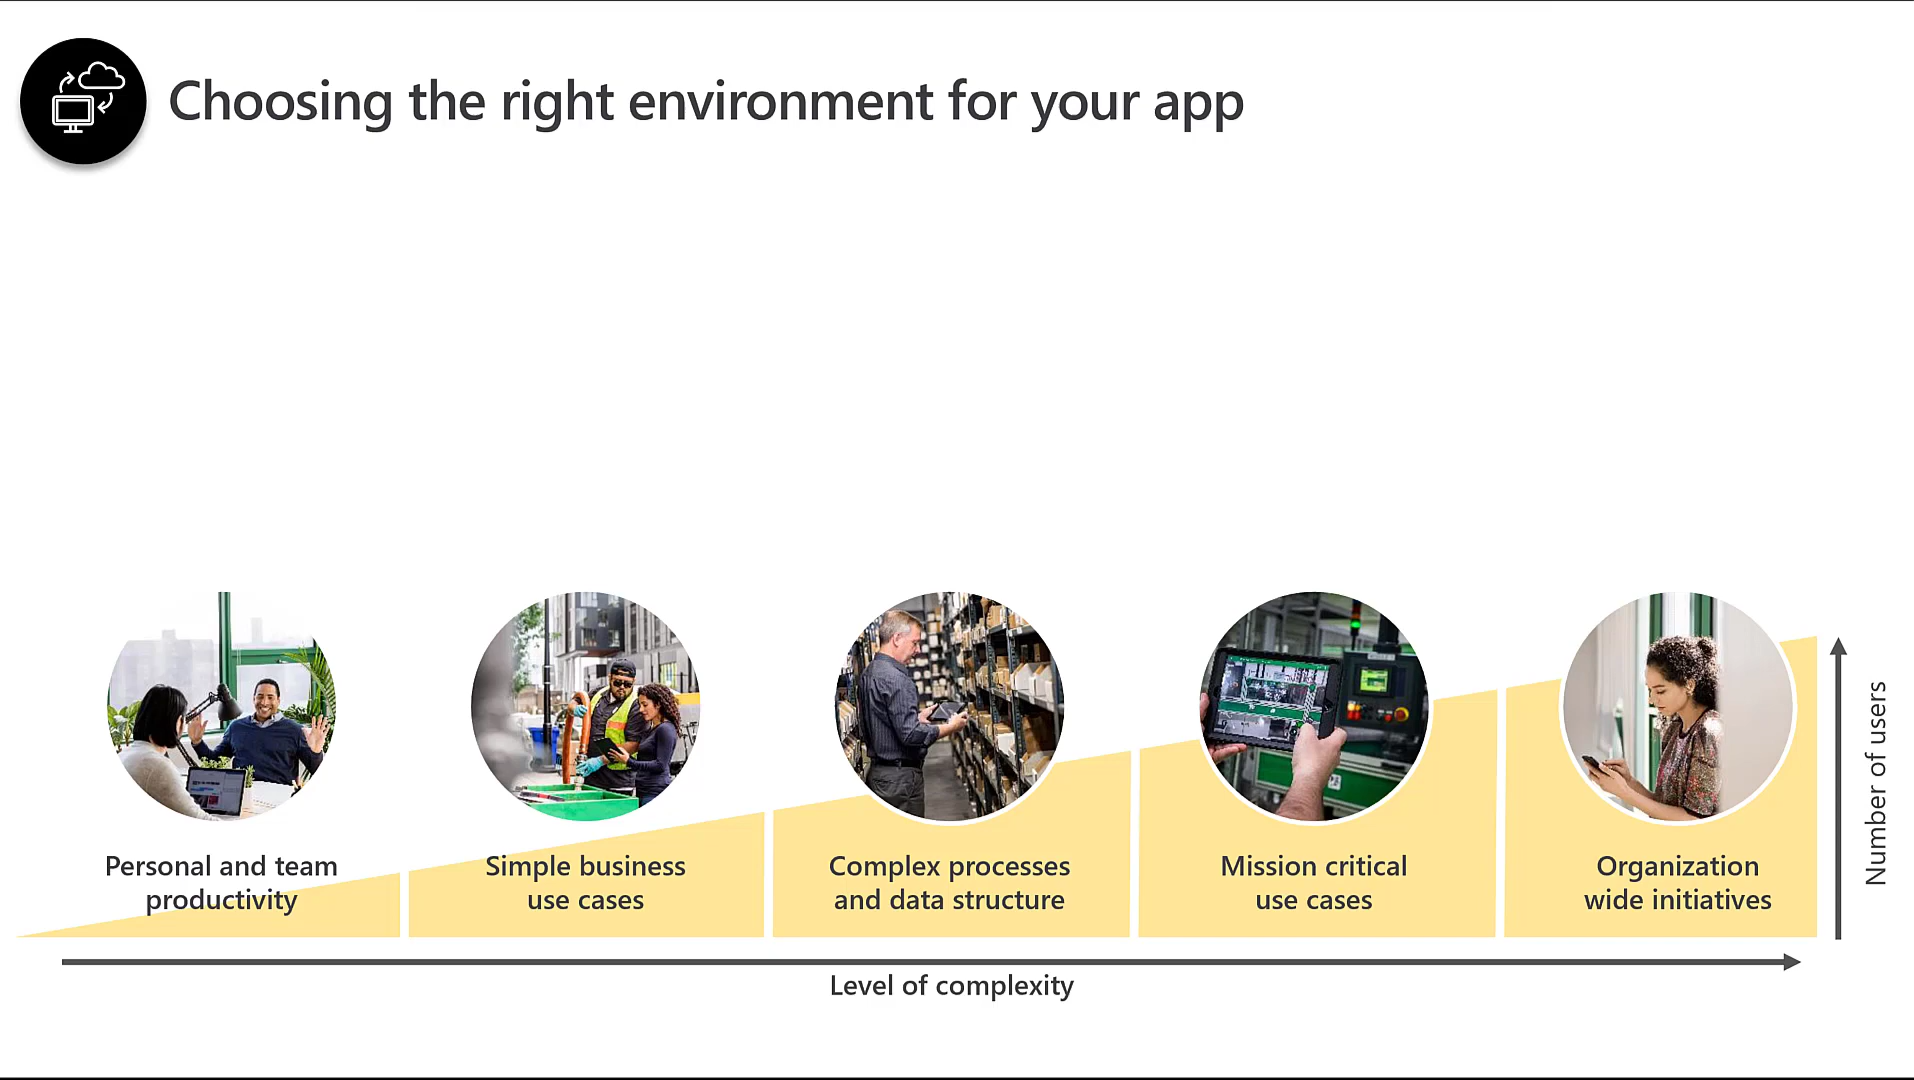 Choosing the right environment for your app
Personal and team
productivity
Simple business
use cases
Complex processes
and data structure
Mission critical
use cases
Organization
wide initiatives
Number of users
Level of complexity